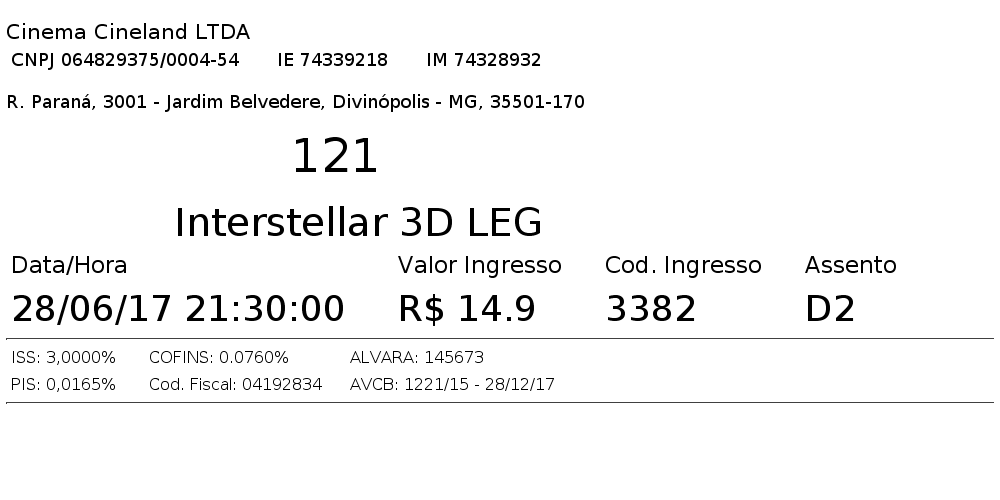 Cinema Cineland LTDA
CNPJ 064829375/0004-54 IE 74339218 IM 74328932
R. Paraná, 3001 - Jardim Belvedere, Divinópolis - MG, 35501-170
121
Interstellar 3D LEG
Data/Hora Valor Ingresso Cod. Ingresso Assento
28/06/17 21:30:00 R$ 14.9 3382 D2
ISS: 3,0000% COFINS: 0.0760% ALVARA: 145673
PIS: 0,0165% Cod. Fiscal: 04192834 AVCB: 1221/15 - 28/12/17